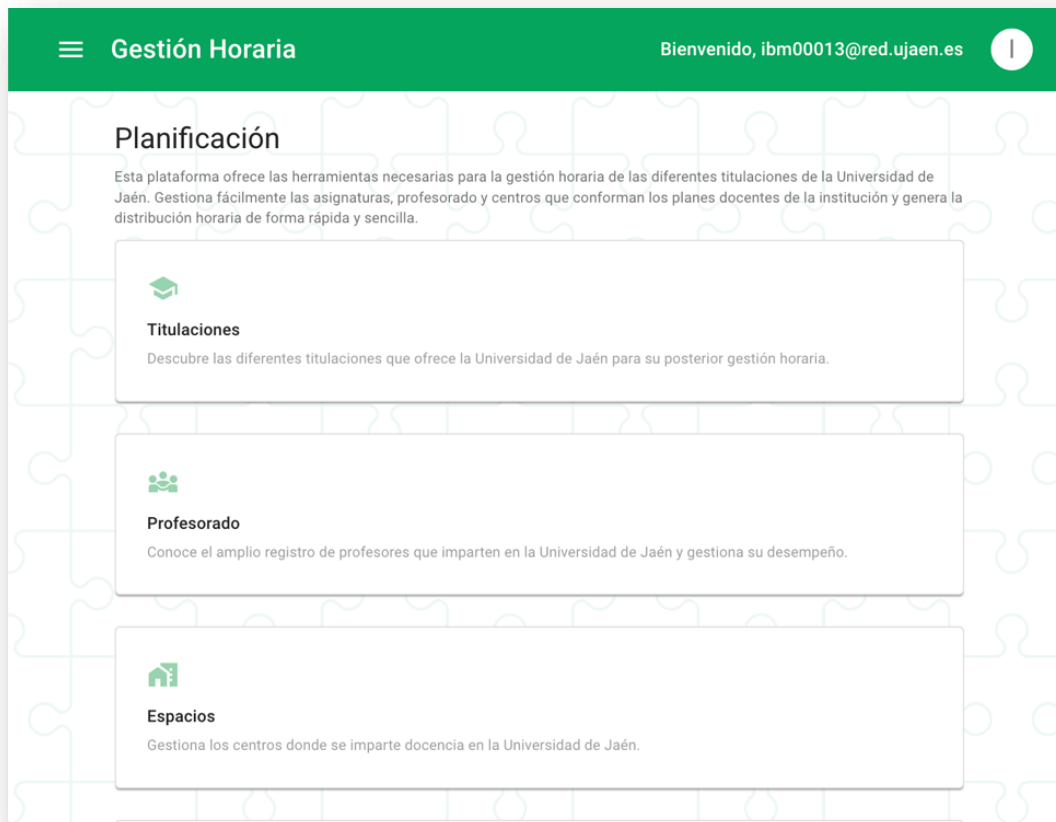 Gestión Horaria
Bienvenido, ibm00013@red.ujaen.es
I
Planificación
Esta plataforma ofrece las herramientas necesarias para la gestión horaria de las diferentes titulaciones de la Universidad de
Jaén. Gestiona fácilmente las asignaturas, profesorado y centros que conforman los planes docentes de la institución y genera la
distribución horaria de forma rápida y sencilla.
Titulaciones
Descubre las diferentes titulaciones que ofrece la Universidad de Jaén para su posterior gestión horaria.
Profesorado
Conoce el amplio registro de profesores que imparten en la Universidad de Jaén y gestiona su desempeño.
Espacios
Gestiona los centros donde se imparte docencia en la Universidad de Jaén.